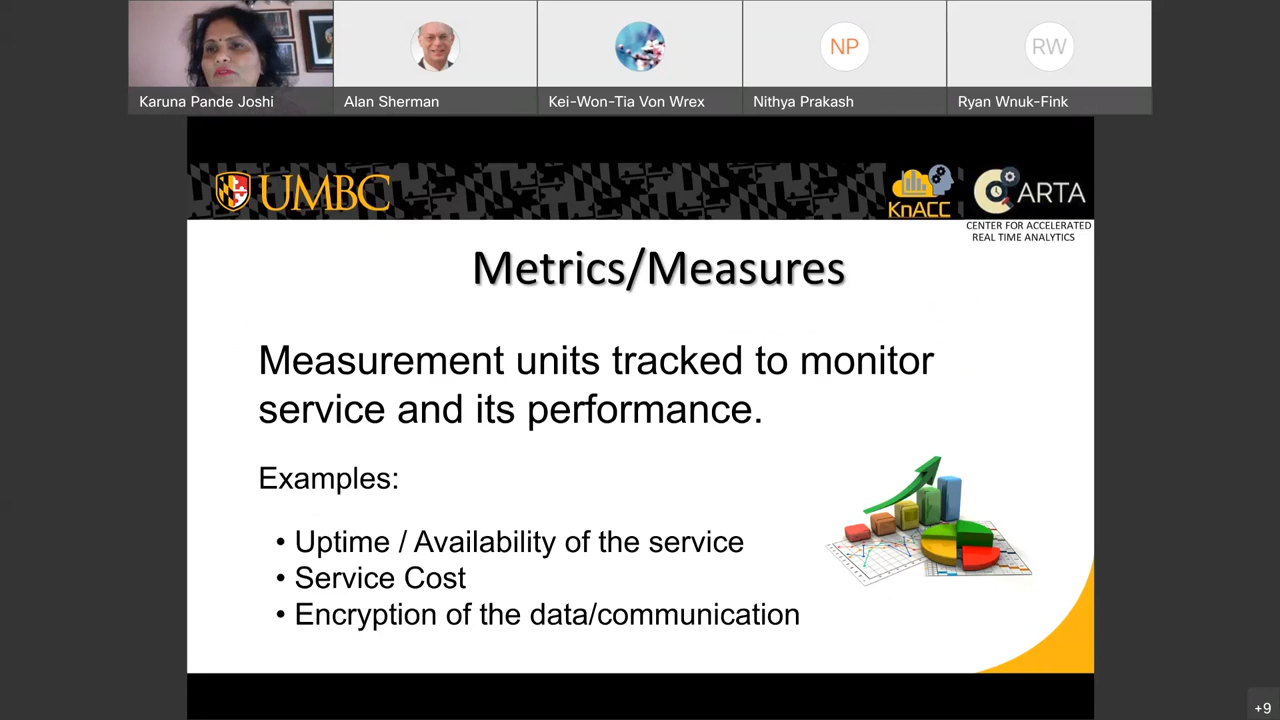 Karuna Pande Joshi
Alan Sherman
Kei-Won-Tia Von Wrex
NP
Nithya Prakash
RW
Ryan Wnuk-Fink
UMBC
KnACC
CARTA
CENTER FOR ACCELERATED
REAL TIME ANALYTICS
Metrics/Measures
Measurement units tracked to monitor
service and its performance.
Examples:
• Uptime / Availability of the service
• Service Cost
• Encryption of the data/communication
+9